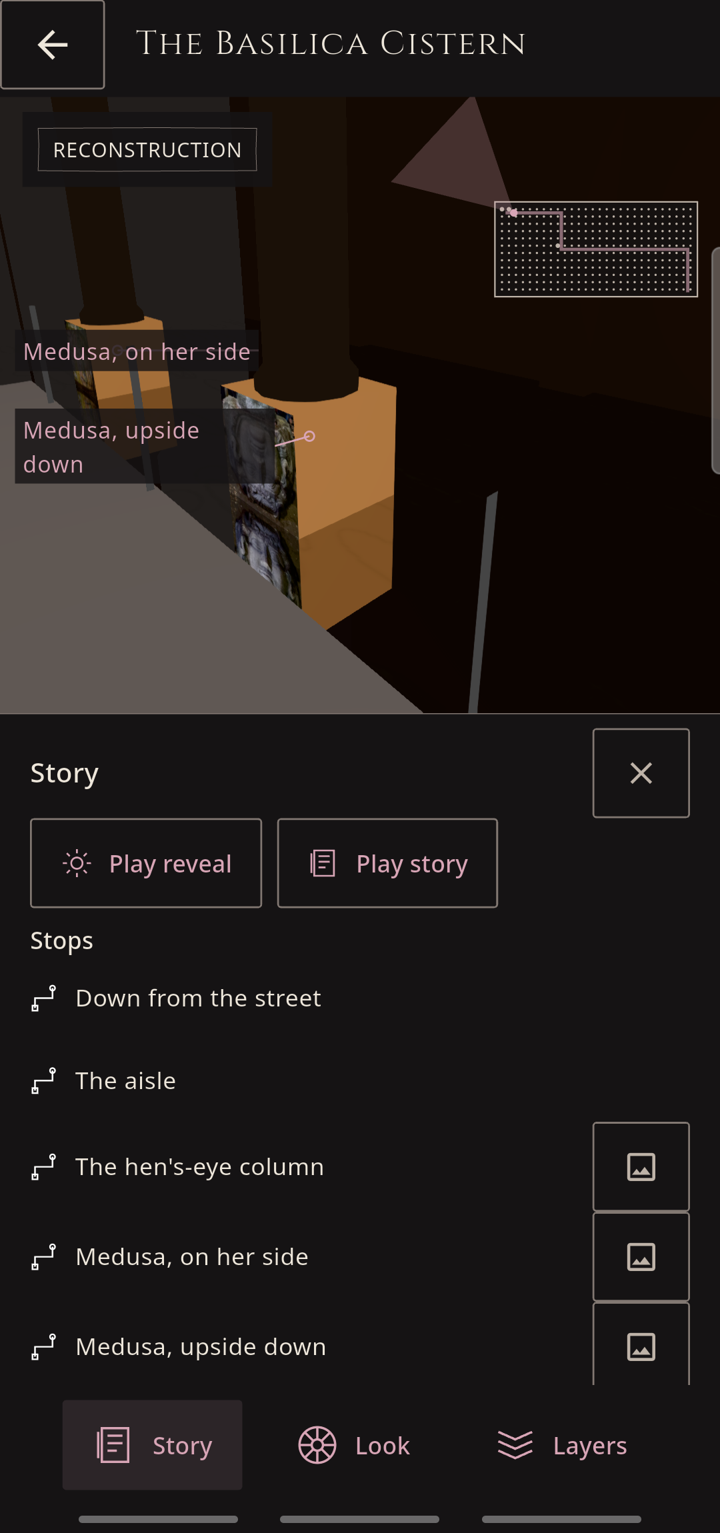 The Basilica Cistern
RECONSTRUCTION
Medusa, on her side
Medusa, upside
down
Story
Play reveal
Play story
Stops
Down from the street
The aisle
The hen's-eye column
Medusa, on her side
Medusa, upside down
Story
Look
Layers